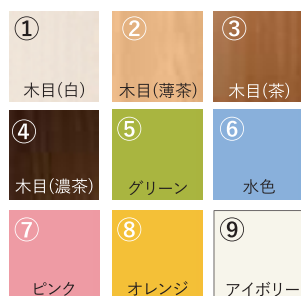 ① ② ③
木目(白) 木目(薄茶) 木目(茶)
④ ⑤ ⑥
木目(濃茶) グリーン 水色
⑦ ⑧ ⑨
ピンク オレンジ アイボリー